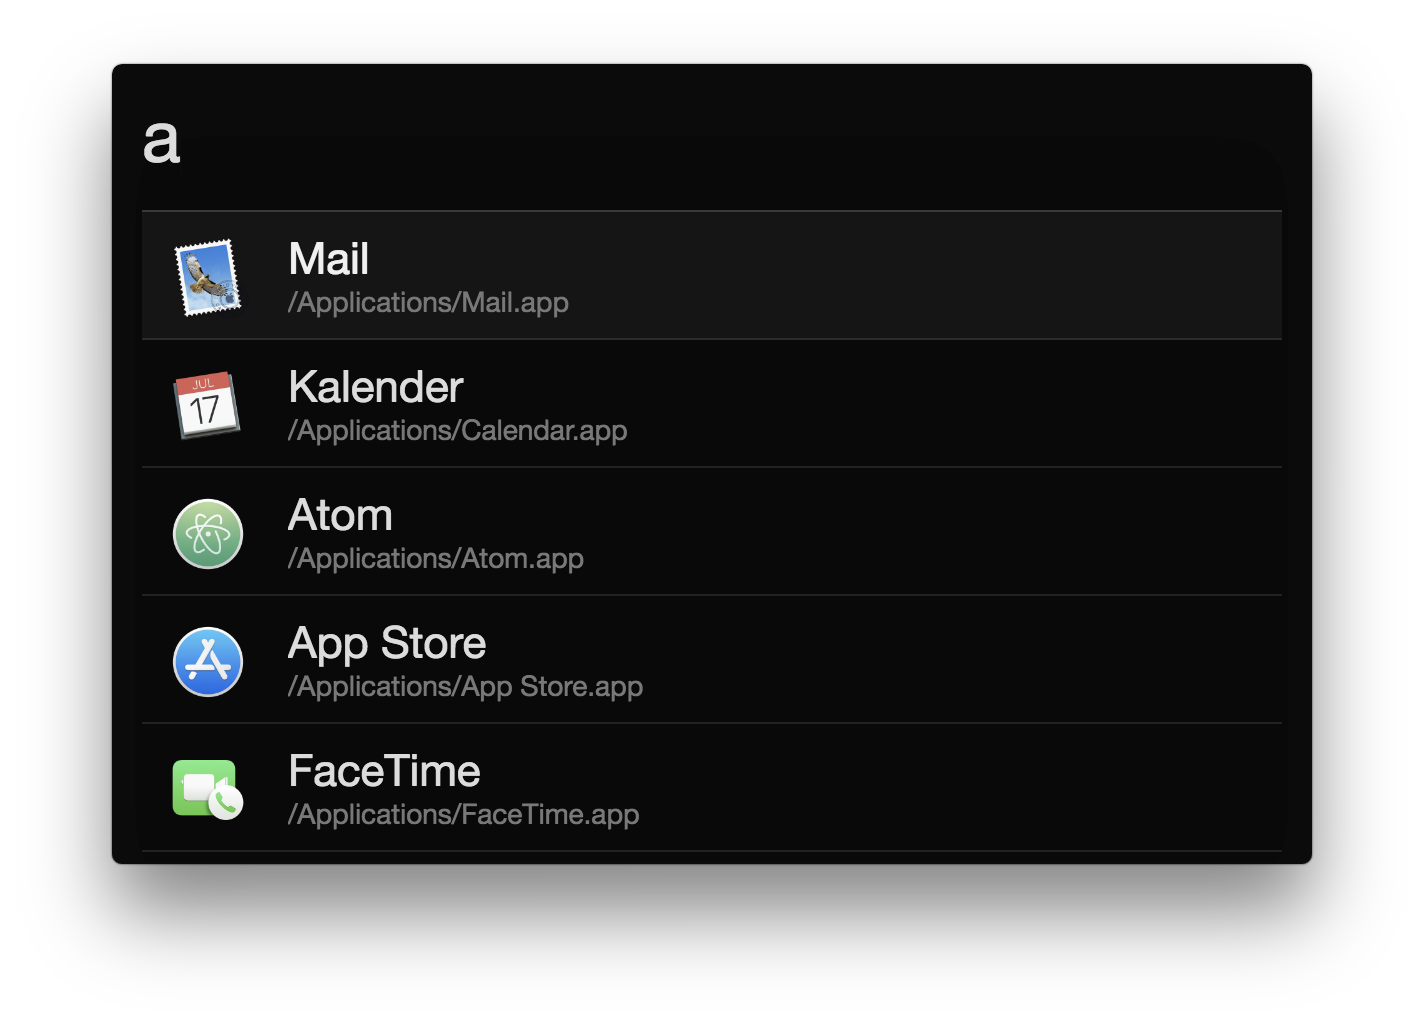 a
Mail
/Applications/Mail.app
JUL
17
Kalender
/Applications/Calendar.app
Atom
/Applications/Atom.app
App Store
/Applications/App Store.app
FaceTime
/Applications/FaceTime.app